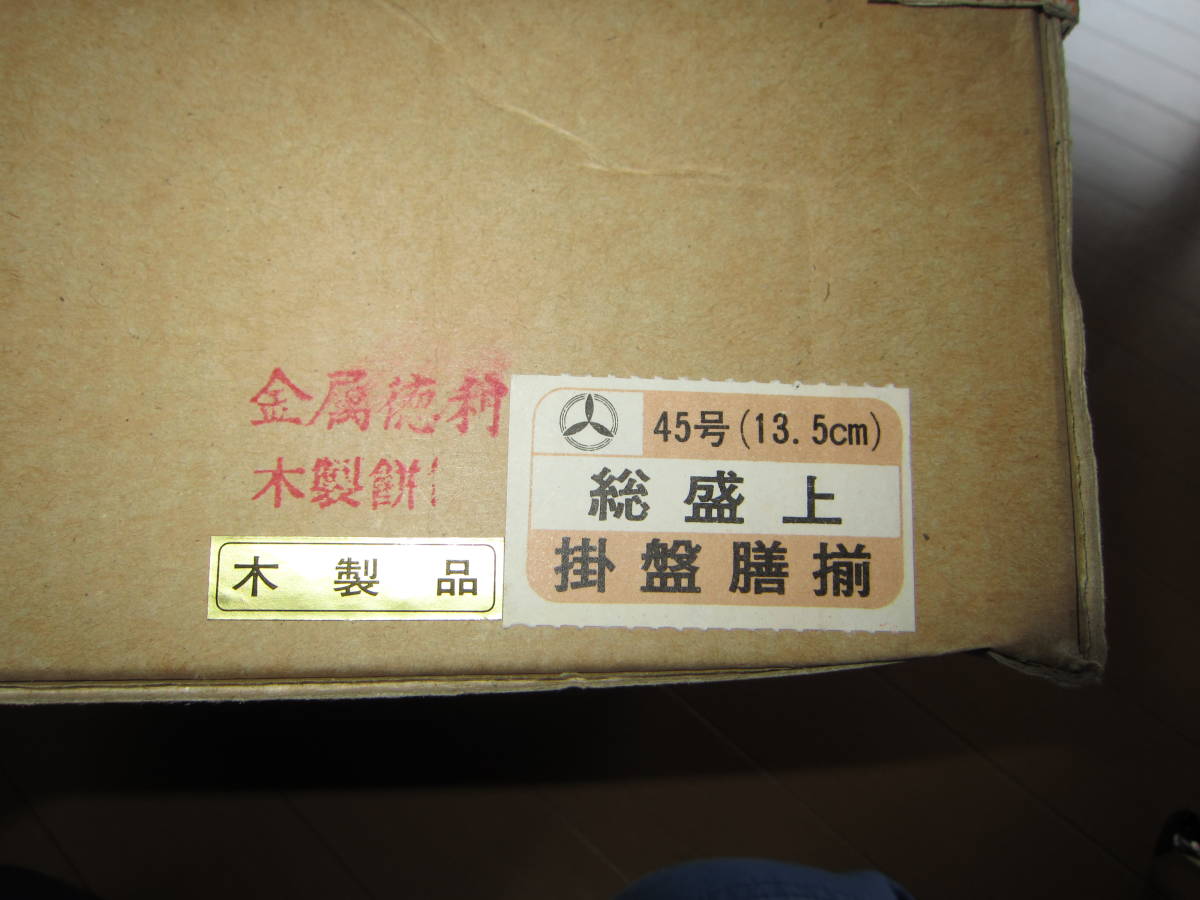 金属徳利
木製餅
木製品
45号(13.5cm)
総盛上
掛盤膳揃